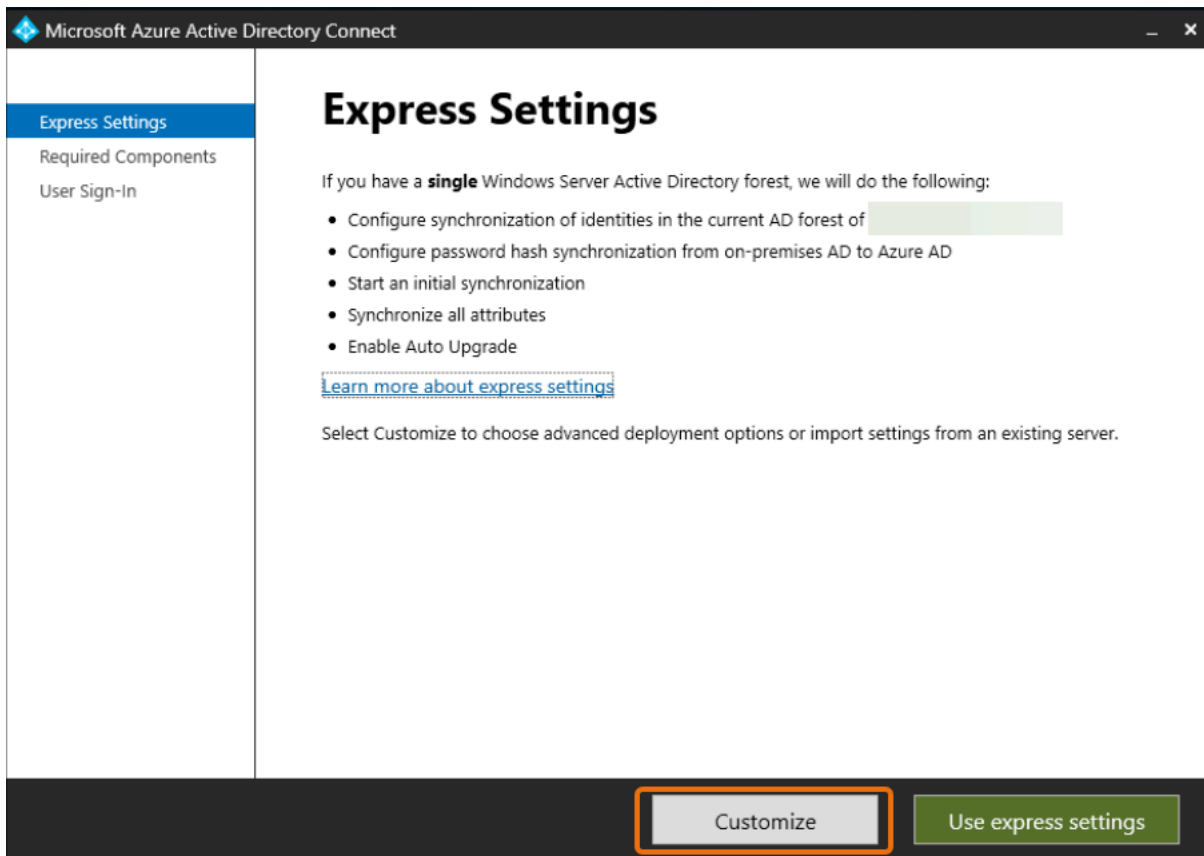 Microsoft Azure Active Directory Connect
Express Settings
Required Components
User Sign-In
Express Settings
If you have a single Windows Server Active Directory forest, we will do the following:
• Configure synchronization of identities in the current AD forest of
• Configure password hash synchronization from on-premises AD to Azure AD
• Start an initial synchronization
• Synchronize all attributes
• Enable Auto Upgrade
Learn more about express settings
Select Customize to choose advanced deployment options or import settings from an existing server.
Customize
Use express settings